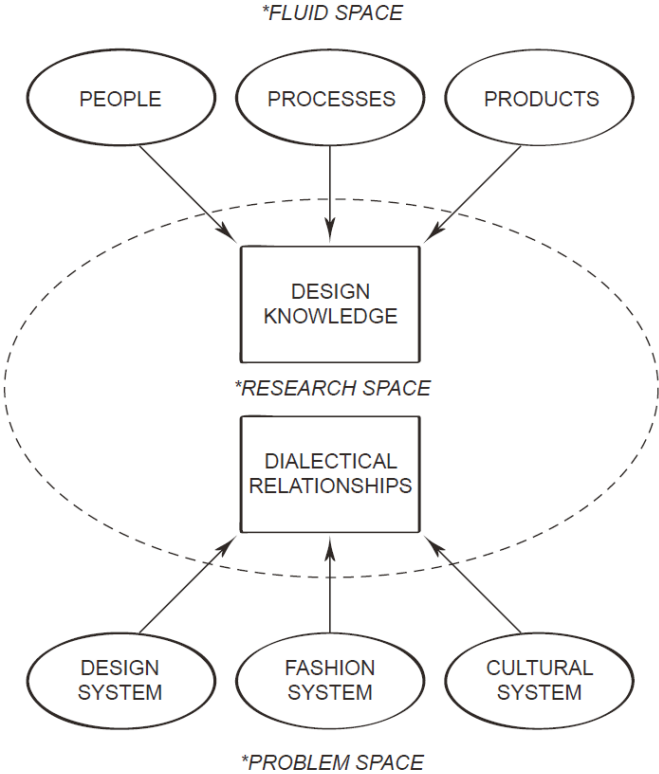 *FLUID SPACE
PEOPLE
PROCESSES
PRODUCTS
DESIGN
KNOWLEDGE
*RESEARCH SPACE
DIALECTICAL
RELATIONSHIPS
DESIGN
SYSTEM
FASHION
SYSTEM
CULTURAL
SYSTEM
*PROBLEM SPACE